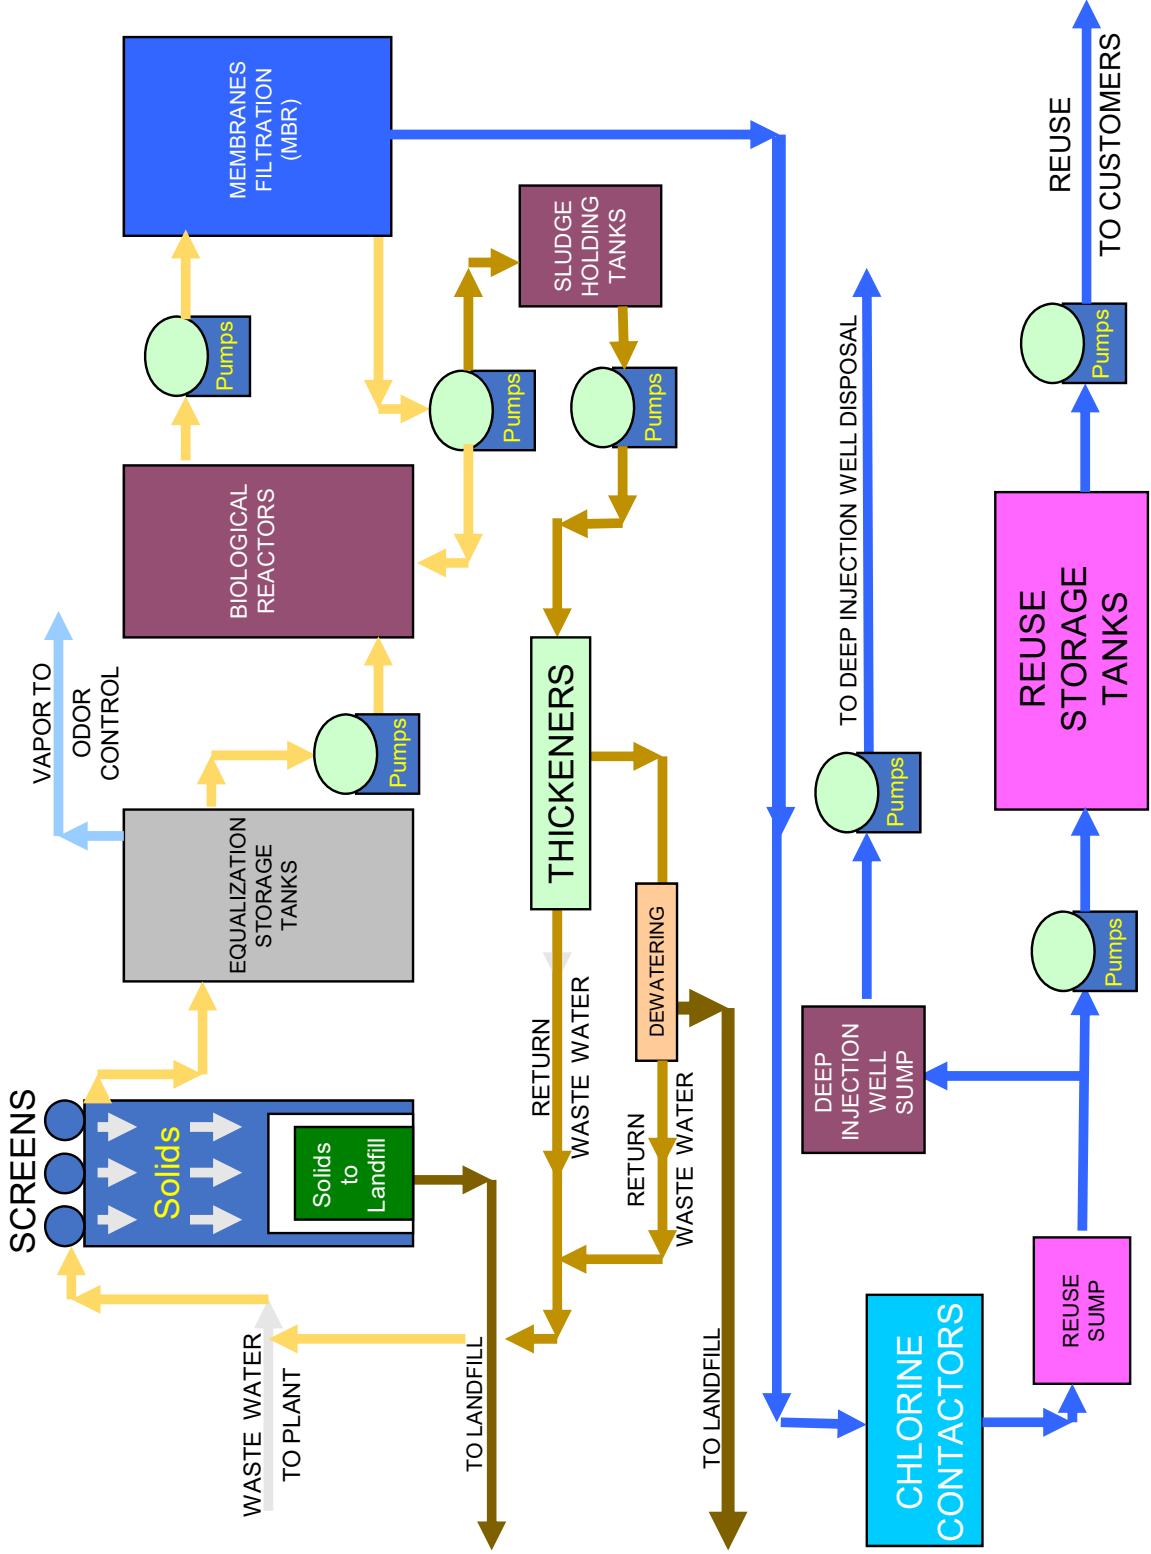 SCREENS
Solids
Solids
to
Landfill
WASTE WATER
TO PLANT
TO LANDFILL
VAPOR TO
ODOR
CONTROL
EQUALIZATION
STORAGE
TANKS
Pumps
BIOLOGICAL
REACTORS
Pumps
MEMBRANES
FILTRATION
(MBR)
Pumps
SLUDGE
HOLDING
TANKS
Pumps
THICKENERS
RETURN
WASTE WATER
DEWATERING
RETURN
WASTE WATER
TO LANDFILL
CHLORINE
CONTACTORS
REUSE
SUMP
DEEP
INJECTION
WELL
SUMP
Pumps
TO DEEP INJECTION WELL DISPOSAL
Pumps
REUSE
STORAGE
TANKS
Pumps
REUSE
TO CUSTOMERS